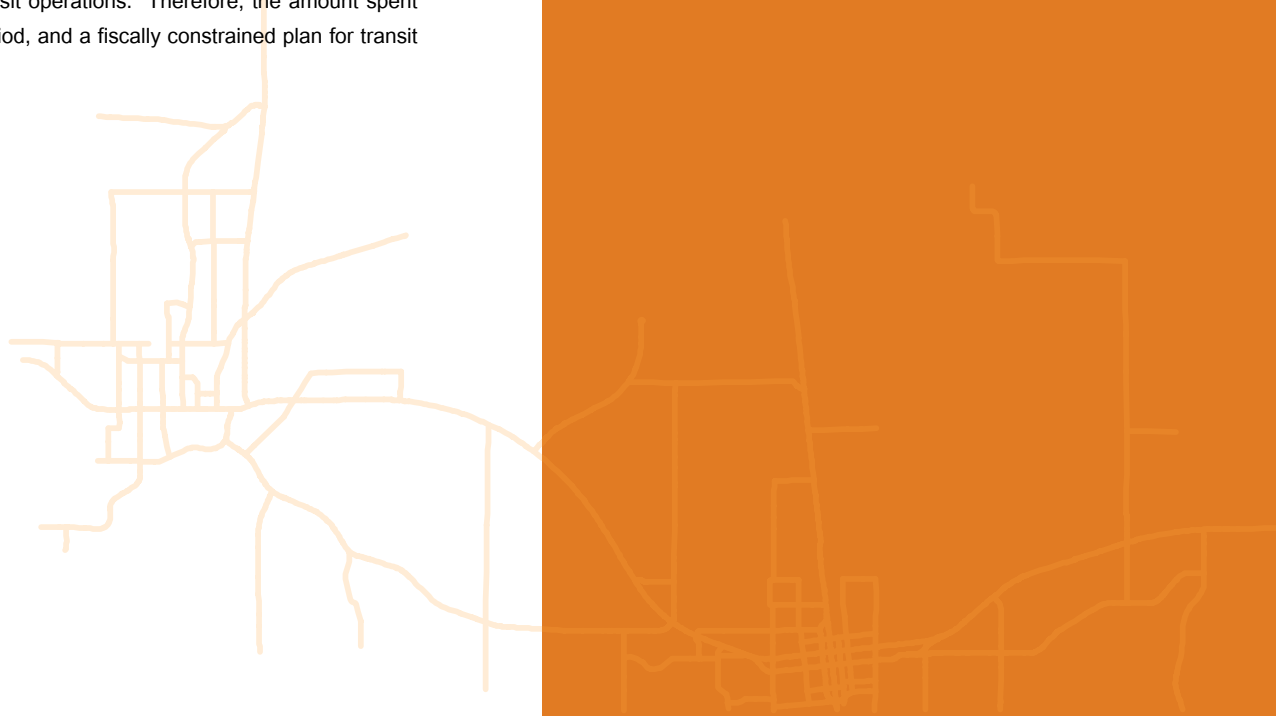 sit operations. Therefore, the amount spent
iod, and a fiscally constrained plan for transit